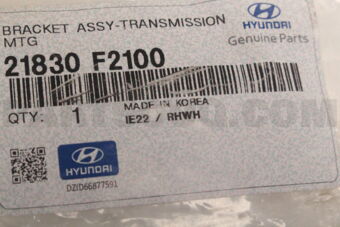 BRACKET ASSY-TRANSMISSION
MTG
HYUNDAI
Genuine Parts
21830 F2100
QTY: 1
MADE IN KOREA
IE22 / RHWH
HYUNDAI
DZID66877591